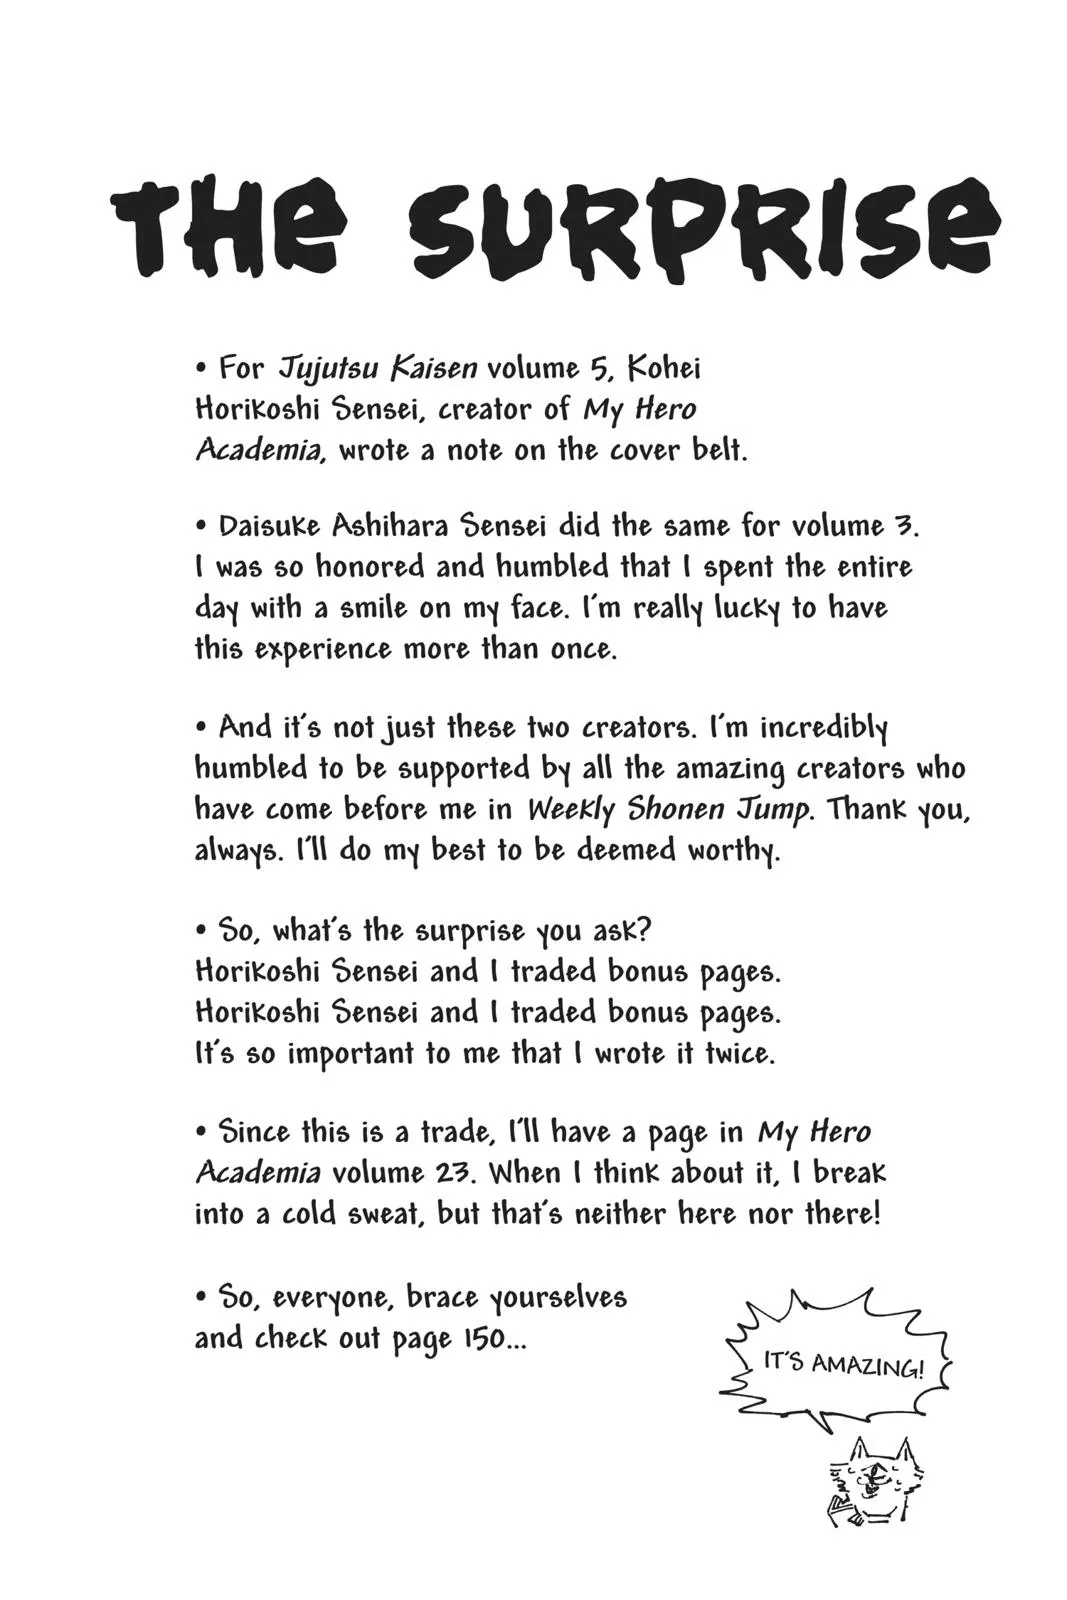 THE SURPRISE
• For Jujutsu Kaisen volume 5, Kohei
Horikoshi Sensei, creator of My Hero
Academia, wrote a note on the cover belt.
• Daisuke Ashihara Sensei did the same for volume 3.
I was so honored and humbled that I spent the entire
day with a smile on my face. I'm really lucky to have
this experience more than once.
• And it's not just these two creators. I'm incredibly
humbled to be supported by all the amazing creators who
have come before me in Weekly Shonen Jump. Thank you,
always. I'll do my best to be deemed worthy.
• So, what's the surprise you ask?
Horikoshi Sensei and I traded bonus pages.
Horikoshi Sensei and I traded bonus pages.
It's so important to me that I wrote it twice.
• Since this is a trade, I'll have a page in My Hero
Academia volume 23. When I think about it, I break
into a cold sweat, but that's neither here nor there!
• So, everyone, brace yourselves
and check out page 150...
IT'S AMAZING!